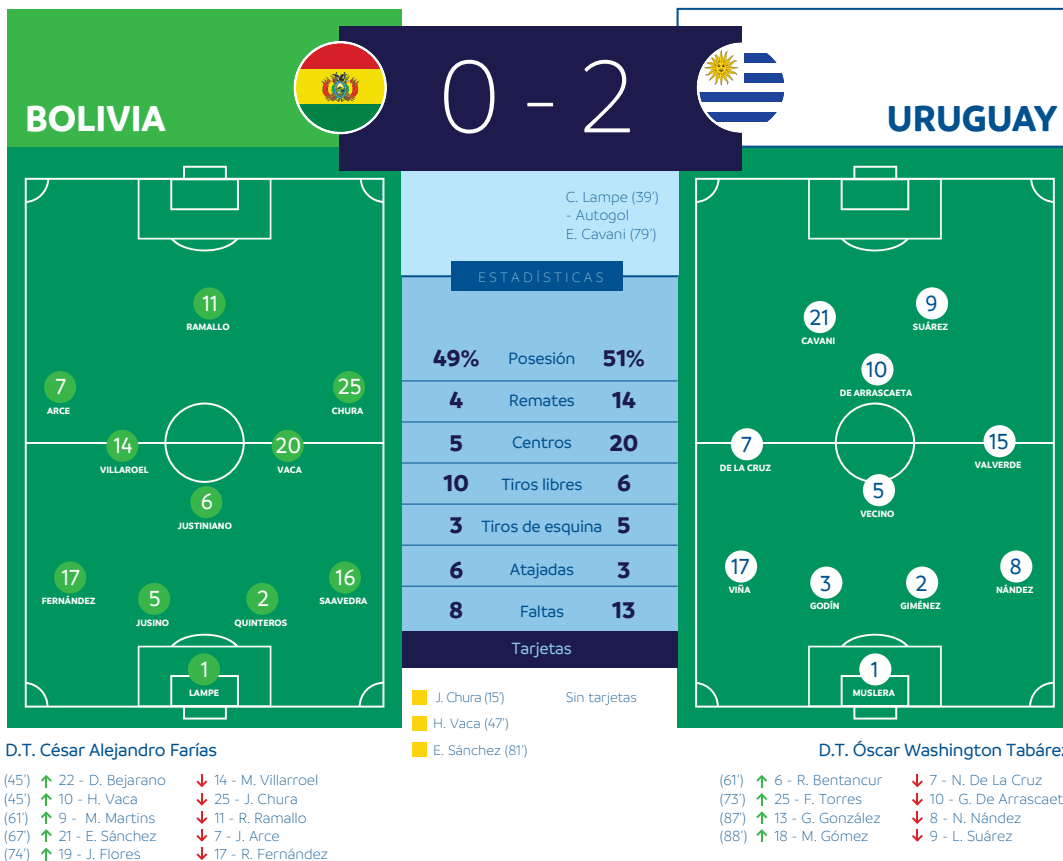 BOLIVIA
0 - 2
URUGUAY
C. Lampe (39')
- Autogol
E. Cavani (79')
ESTADÍSTICAS
49% Posesión 51%
4 Remates 14
5 Centros 20
10 Tiros libres 6
3 Tiros de esquina 5
6 Atajadas 3
8 Faltas 13
Tarjetas
J. Chura (15')
H. Vaca (47')
E. Sánchez (81')
Sin tarjetas
11
RAMALLO
7
ARCE
25
CHURA
14
VILLAROEL
20
VACA
6
JUSTINIANO
17
FERNÁNDEZ
5
JUSINO
2
QUINTEROS
16
SAAVEDRA
1
LAMPE
21
CAVANI
9
SUÁREZ
10
DE ARRASCAETA
7
DE LA CRUZ
15
VALVERDE
5
VECINO
17
VIÑA
3
GODÍN
2
GIMÉNEZ
8
NÁNDEZ
1
MUSLERA
D.T. César Alejandro Farías
(45') 22 - D. Bejarano 14 - M. Villarroel
(45') 10 - H. Vaca 25 - J. Chura
(61') 9 - M. Martins 11 - R. Ramallo
(67') 21 - E. Sánchez 7 - J. Arce
(74') 19 - J. Flores 17 - R. Fernández
D.T. Óscar Washington Tabárez
(61') 6 - R. Bentancur 7 - N. De La Cruz
(73') 25 - F. Torres 10 - G. De Arrascaet
(87') 13 - G. González 8 - N. Nández
(88') 18 - M. Gómez 9 - L. Suárez